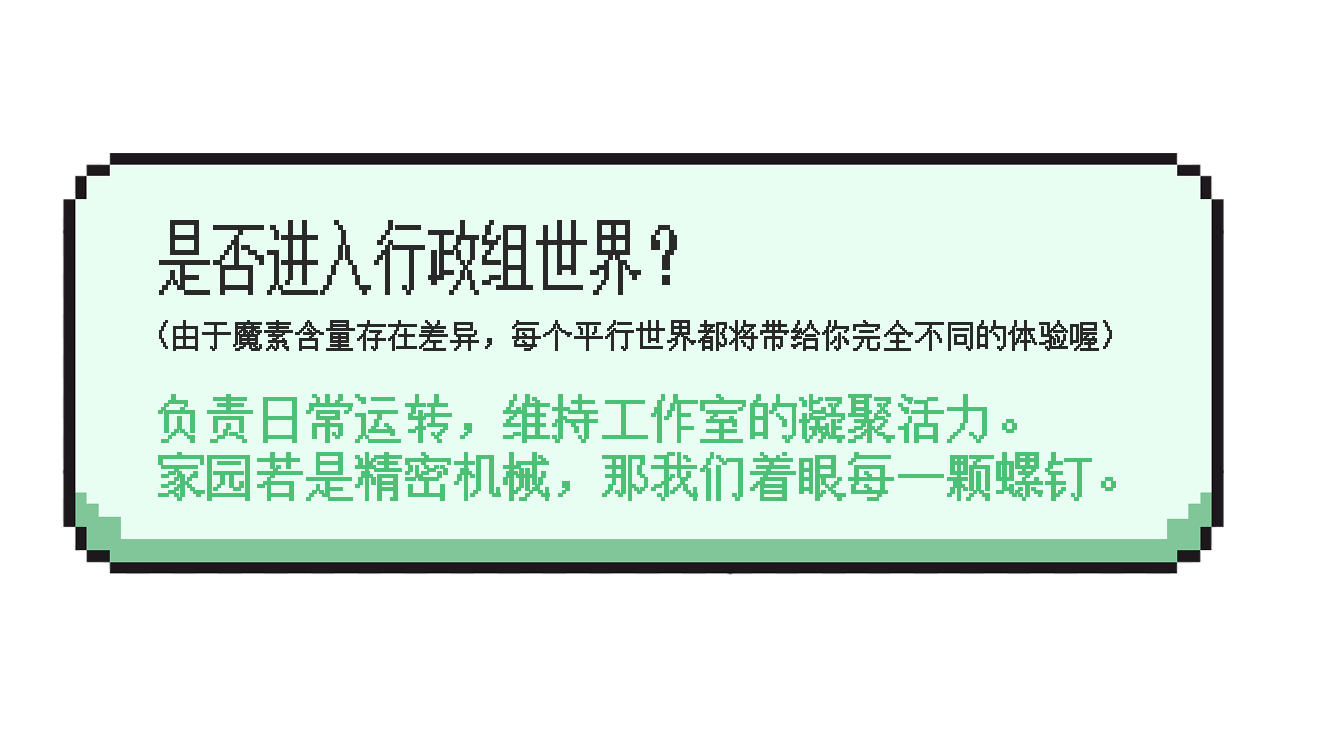 是否进入行政组世界？
（由于魔素含量存在差异，每个平行世界都将带给你完全不同的体验喔）
负责日常运转，维持工作室的凝聚活力。
家园若是精密机械，那我们着眼每一颗螺钉。